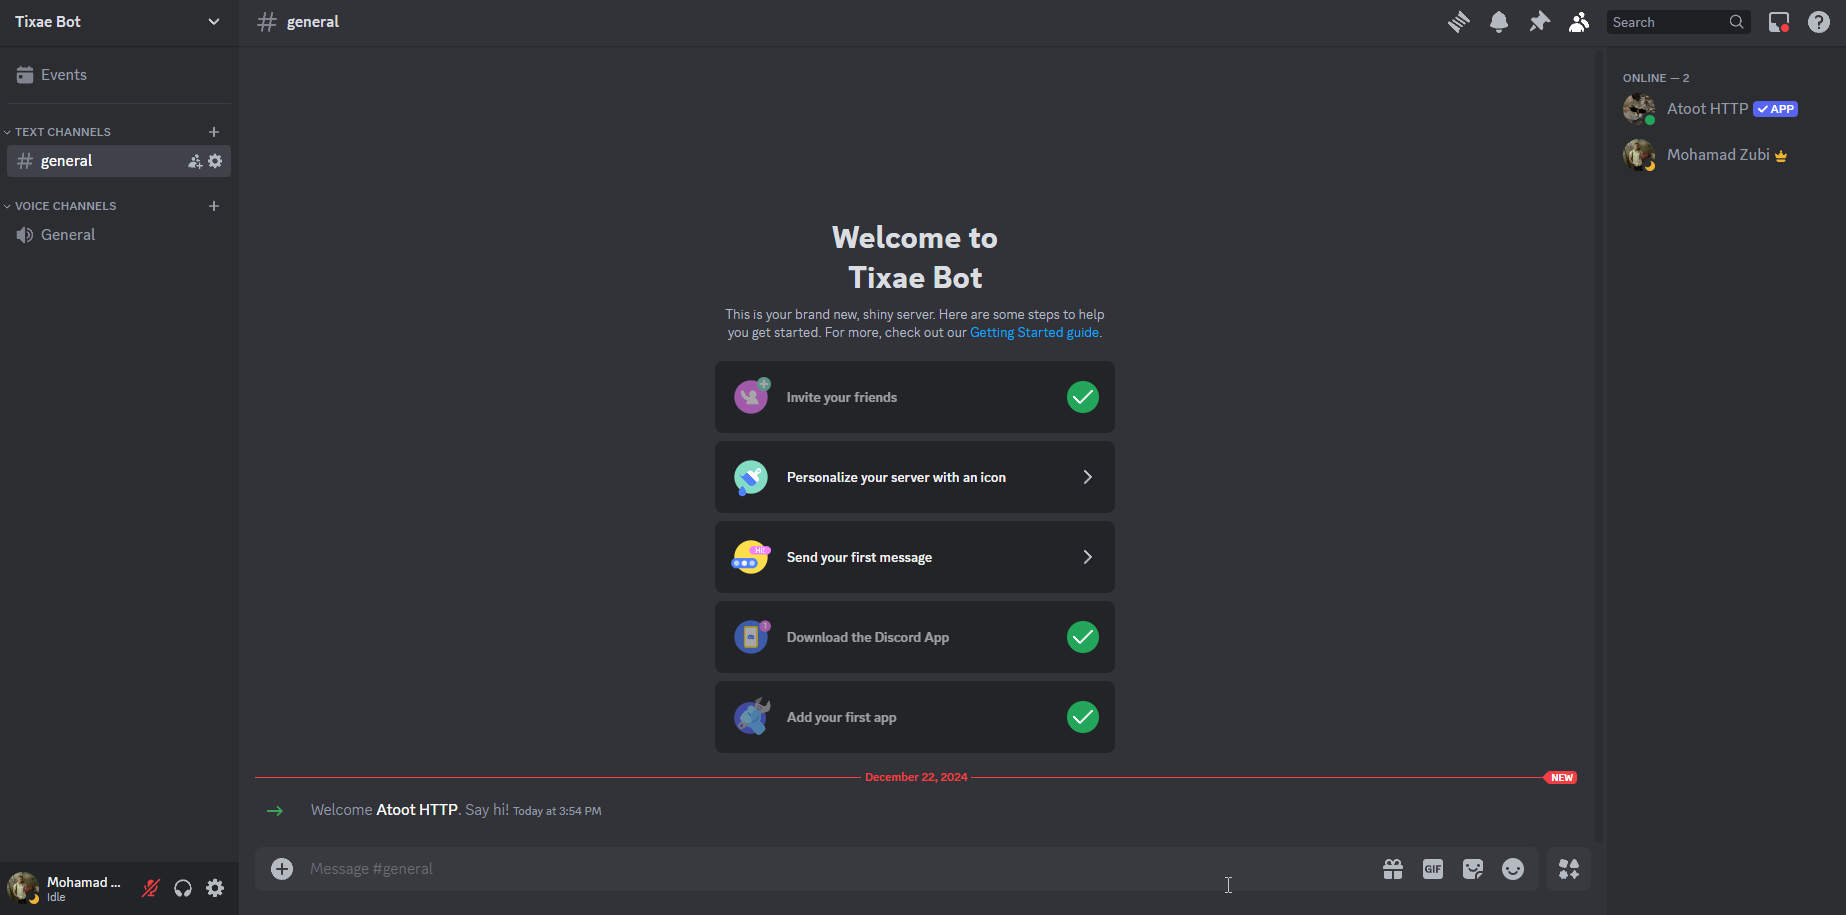 Tixae Bot
Events
TEXT CHANNELS
general
VOICE CHANNELS
General
Mohamad ...
Idle
general
Search
Welcome to
Tixae Bot
This is your brand new, shiny server. Here are some steps to help
you get started. For more, check out our Getting Started guide.
Invite your friends
Personalize your server with an icon
Hi!
Send your first message
1
Download the Discord App
Add your first app
December 22, 2024
NEW
Welcome Atoot HTTP. Say hi! Today at 3:54 PM
Message #general
GIF
ONLINE — 2
Atoot HTTP APP
Mohamad Zubi